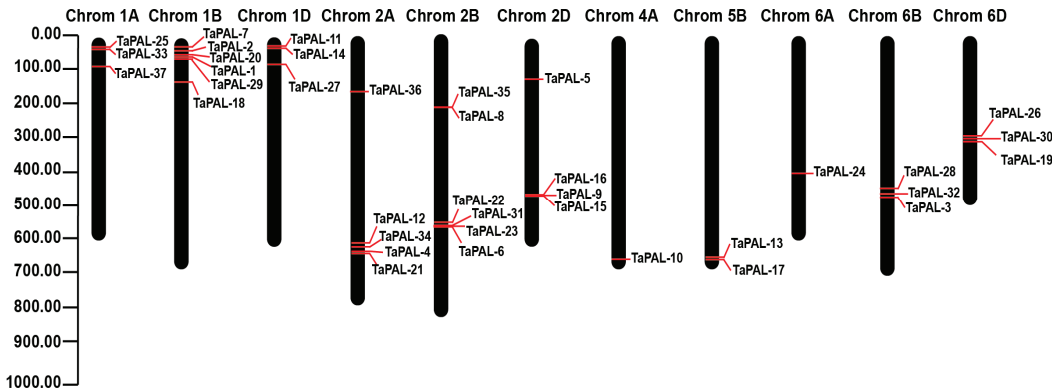 Chrom 1A Chrom 1B Chrom 1D Chrom 2A Chrom 2B Chrom 2D Chrom 4A Chrom 5B Chrom 6A Chrom 6B Chrom 6D
0.00
100.00
200.00
300.00
400.00
500.00
600.00
700.00
800.00
900.00
1000.00
TaPAL-25
TaPAL-33
TaPAL-37
TaPAL-7
TaPAL-2
TaPAL-20
TaPAL-1
TaPAL-29
TaPAL-18
TaPAL-11
TaPAL-14
TaPAL-27
TaPAL-36
TaPAL-12
TaPAL-34
TaPAL-4
TaPAL-21
TaPAL-35
TaPAL-8
TaPAL-22
TaPAL-31
TaPAL-23
TaPAL-6
TaPAL-5
TaPAL-16
TaPAL-9
TaPAL-15
TaPAL-10
TaPAL-13
TaPAL-17
TaPAL-24
TaPAL-28
TaPAL-32
TaPAL-3
TaPAL-26
TaPAL-30
TaPAL-19